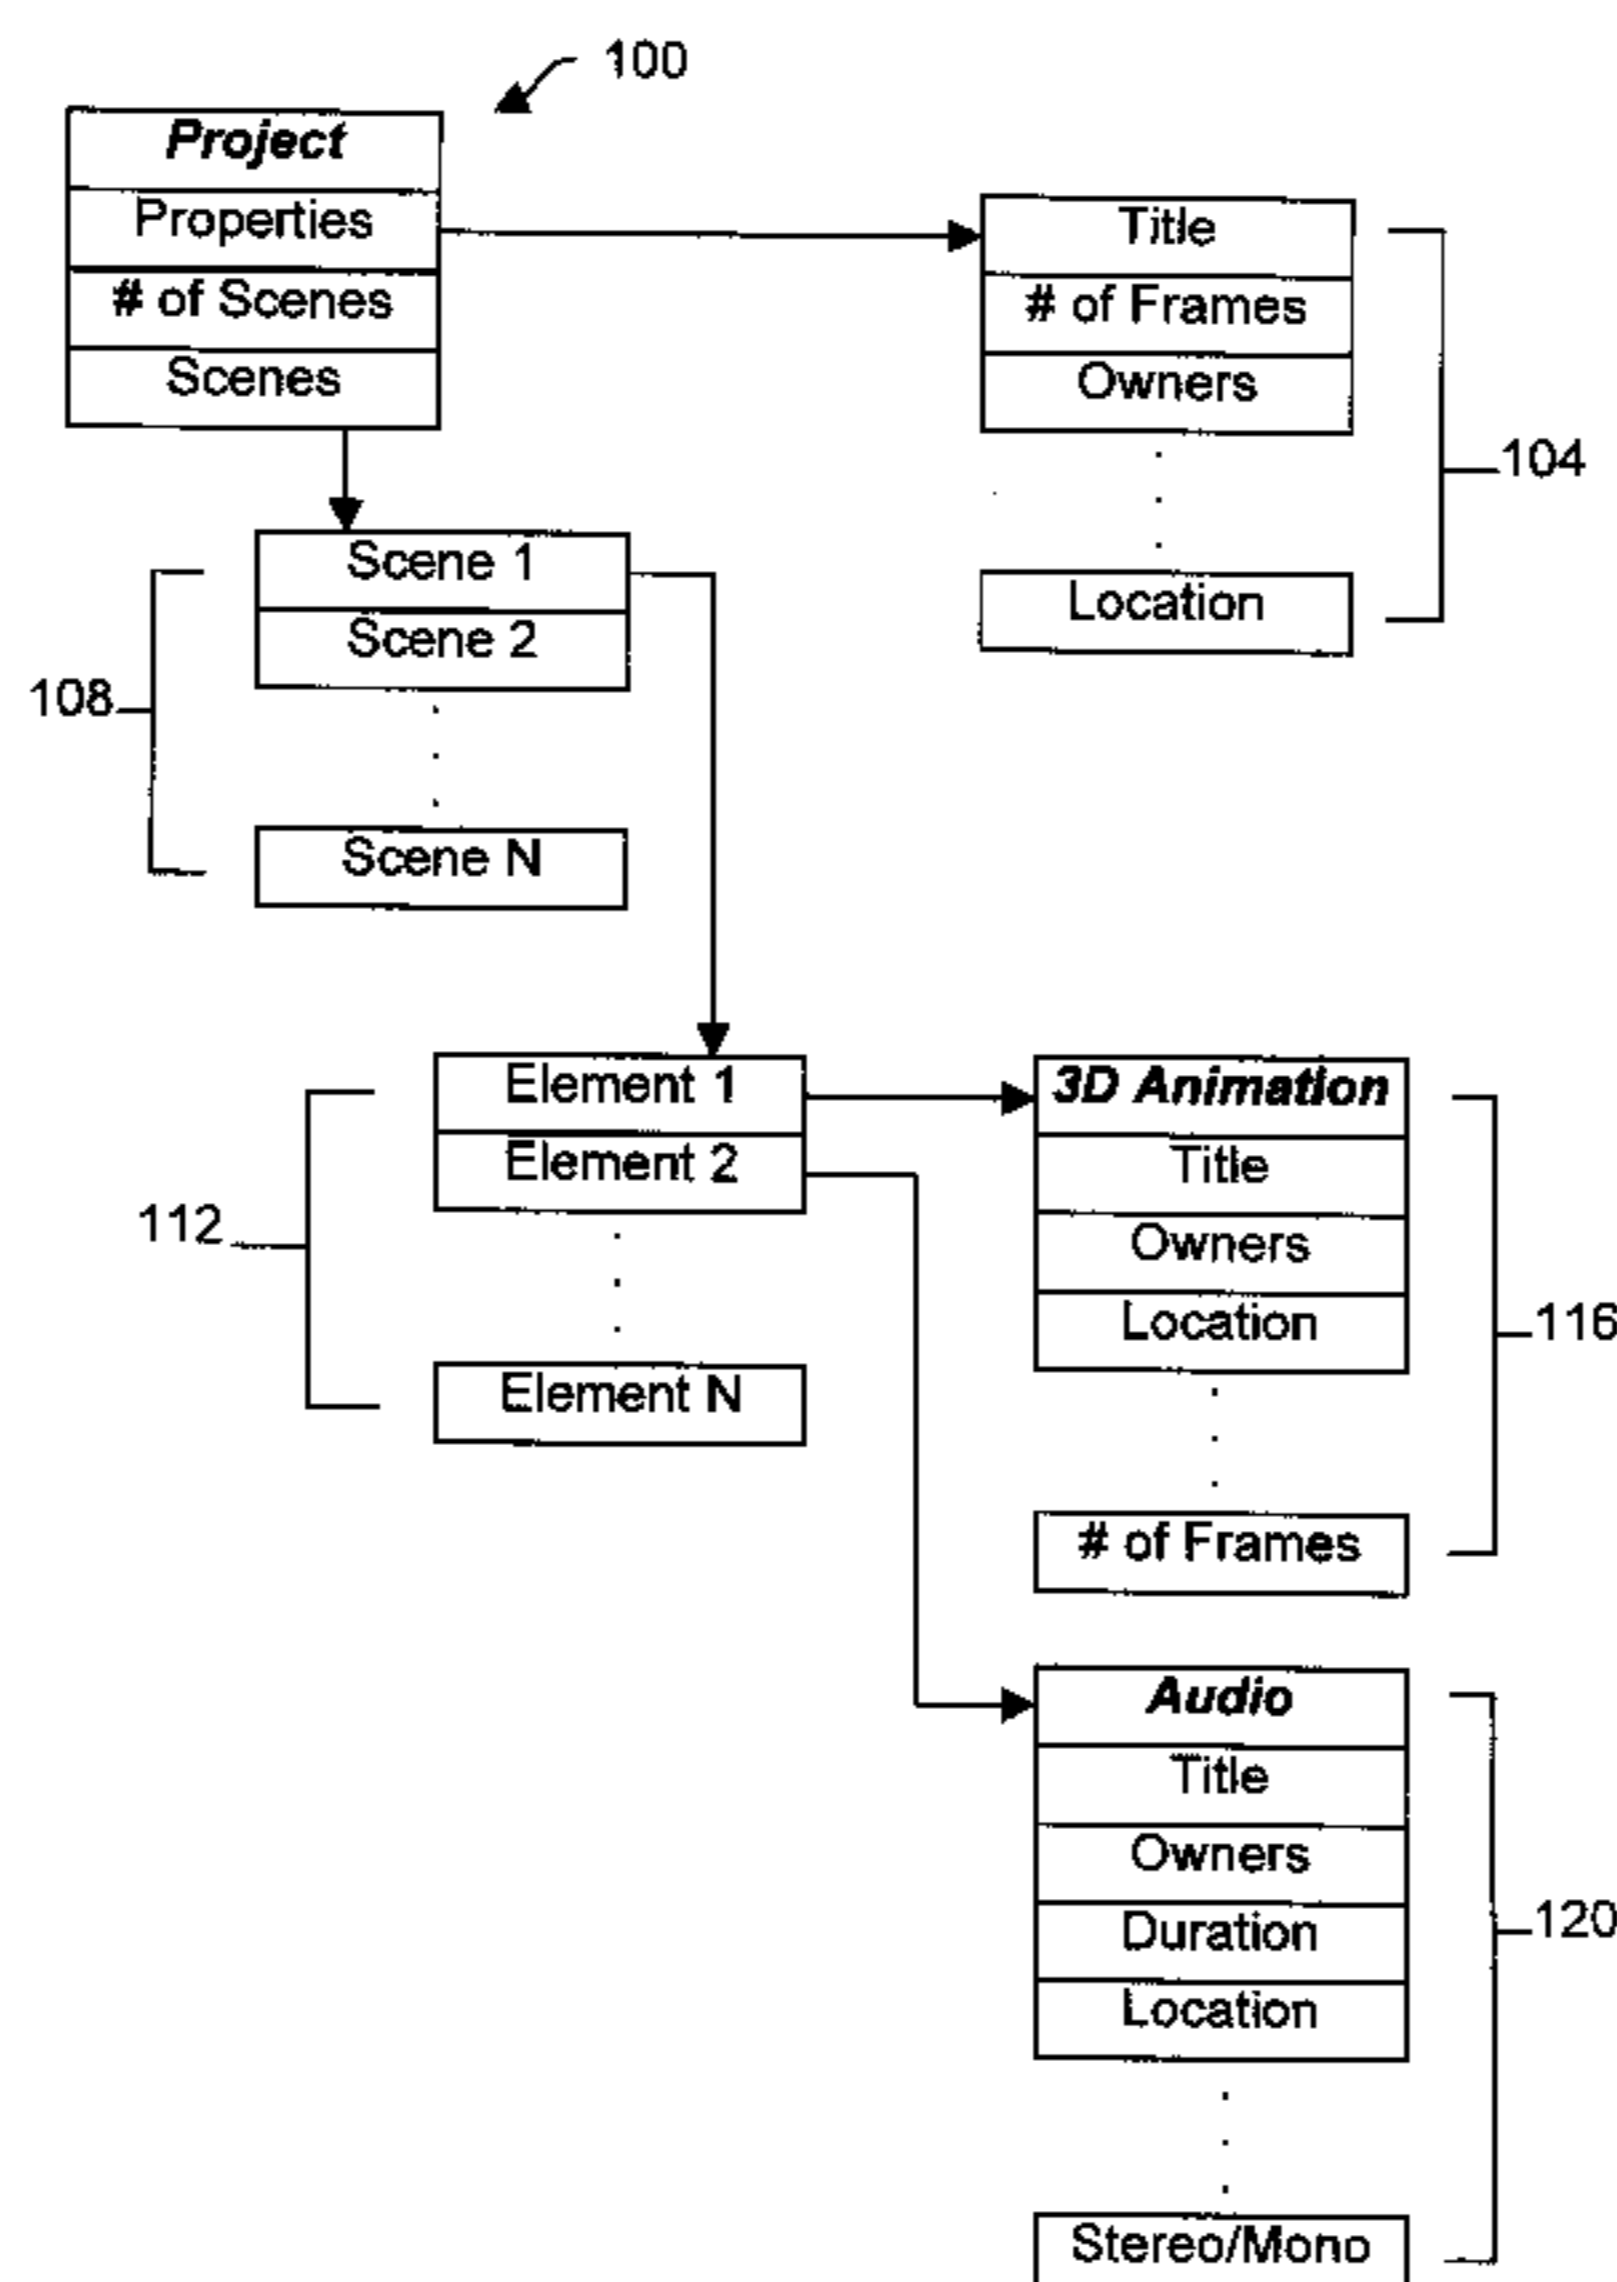 100
Project
Properties
# of Scenes
Scenes
Title
# of Frames
Owners
Location
104
Scene 1
Scene 2
Scene N
108
Element 1
Element 2
Element N
112
3D Animation
Title
Owners
Location
# of Frames
116
Audio
Title
Owners
Duration
Location
Stereo/Mono
120